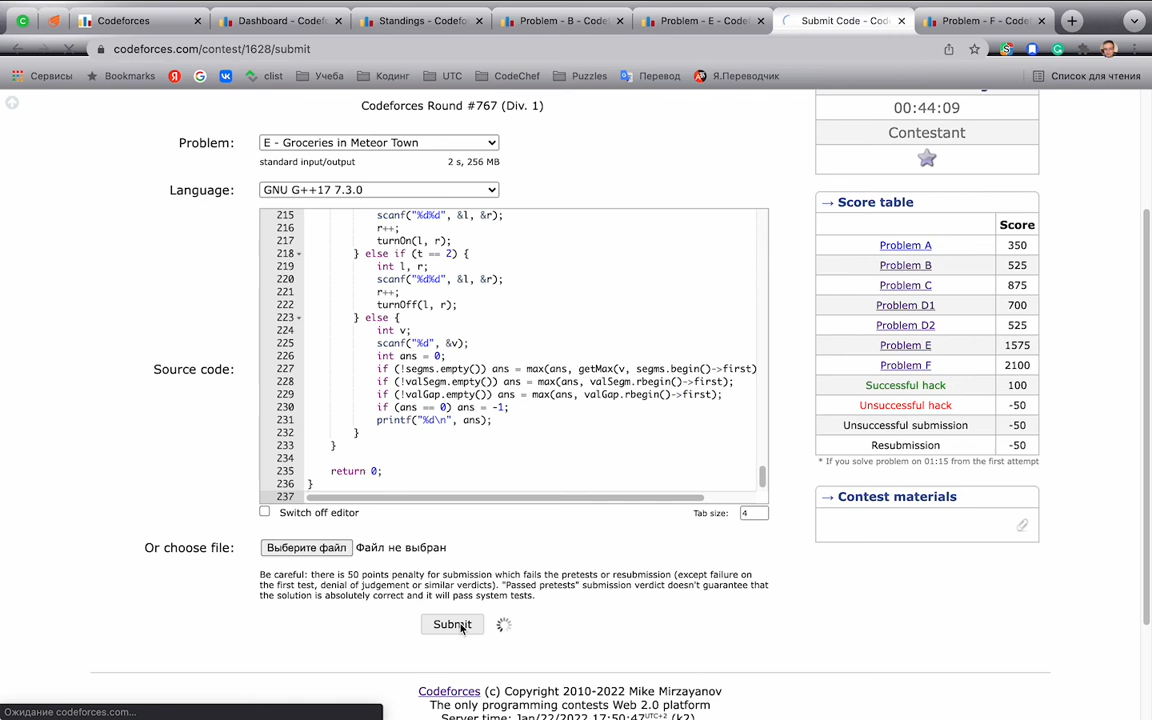 Codeforces
Dashboard - Codef
Standings - Codefo
Problem - B - Codef
Problem - E - Codef
Submit Code - Cod
Problem - F - Codef
codeforces.com/contest/1628/submit
Сервисы
Bookmarks
clist
Учеба
Кодинг
UTC
CodeChef
Puzzles
Перевод
Я.Переводчик
Список для чтения
Codeforces Round #767 (Div. 1)
Problem:
E - Groceries in Meteor Town
standard input/output
2 s, 256 MB
Language:
GNU G++17 7.3.0
Source code:
215 scanf("%d%d", &l, &r);
216 r++;
217 turnOn(l, r);
218 } else if (t == 2) {
219 int l, r;
220 scanf("%d%d", &l, &r);
221 r++;
222 turnOff(l, r);
223 } else {
224 int v;
225 scanf("%d", &v);
226 int ans = 0;
227 if (!segms.empty()) ans = max(ans, getMax(v, segms.begin()->first)
228 if (!valSegm.empty()) ans = max(ans, valSegm.rbegin()->first);
229 if (!valGap.empty()) ans = max(ans, valGap.rbegin()->first);
230 if (ans == 0) ans = -1;
231 printf("%d\n", ans);
232 }
233 }
234
235 return 0;
236 }
237
Switch off editor
Tab size: 4
Or choose file:
Выберите файл Файл не выбран
Be careful: there is 50 points penalty for submission which fails the pretests or resubmission (except failure on
the first test, denial of judgement or similar verdicts). "Passed pretests" submission verdict doesn't guarantee that
the solution is absolutely correct and it will pass system tests.
Submit
00:44:09
Contestant
→ Score table
Score
Problem A 350
Problem B 525
Problem C 875
Problem D1 700
Problem D2 525
Problem E 1575
Problem F 2100
Successful hack 100
Unsuccessful hack -50
Unsuccessful submission -50
Resubmission -50
* If you solve problem on 01:15 from the first attempt
→ Contest materials
Codeforces (c) Copyright 2010-2022 Mike Mirzayanov
The only programming contests Web 2.0 platform
Server time: Jan/22/2022 17:50:47UTC+2 (k2)
Ожидание codeforces.com...